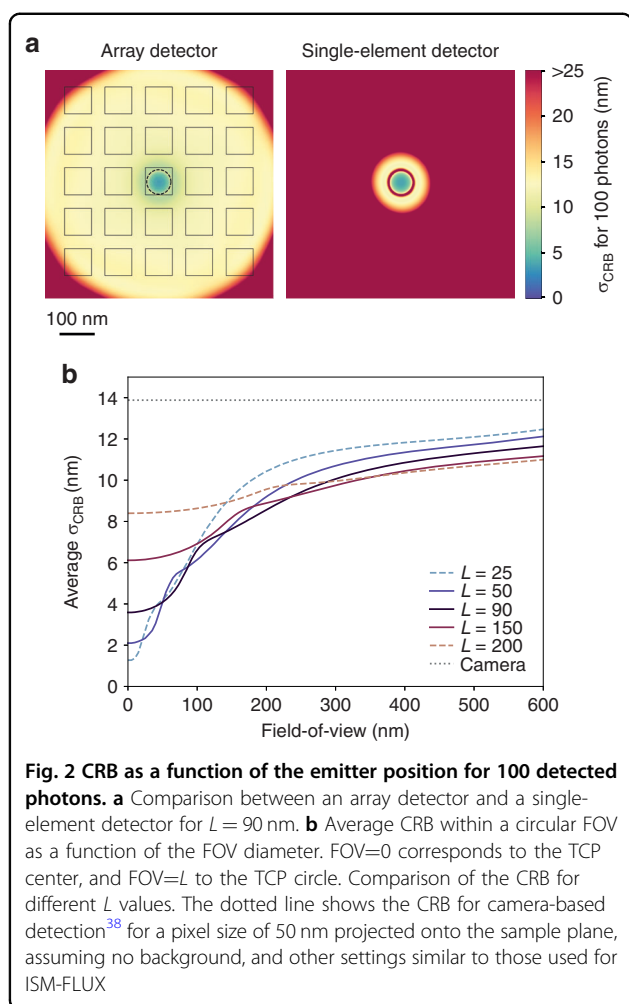 a
Array detector
Single-element detector
>25
20
15
10
5
0
σCRB for 100 photons (nm)
100 nm
b
14
12
10
8
6
4
2
0
Average σCRB (nm)
0 100 200 300 400 500 600
Field-of-view (nm)
L = 25
L = 50
L = 90
L = 150
L = 200
Camera
Fig. 2 CRB as a function of the emitter position for 100 detected
photons. a Comparison between an array detector and a single-
element detector for L = 90 nm. b Average CRB within a circular FOV
as a function of the FOV diameter. FOV=0 corresponds to the TCP
center, and FOV=L to the TCP circle. Comparison of the CRB for
different L values. The dotted line shows the CRB for camera-based
detection38 for a pixel size of 50 nm projected onto the sample plane,
assuming no background, and other settings similar to those used for
ISM-FLUX